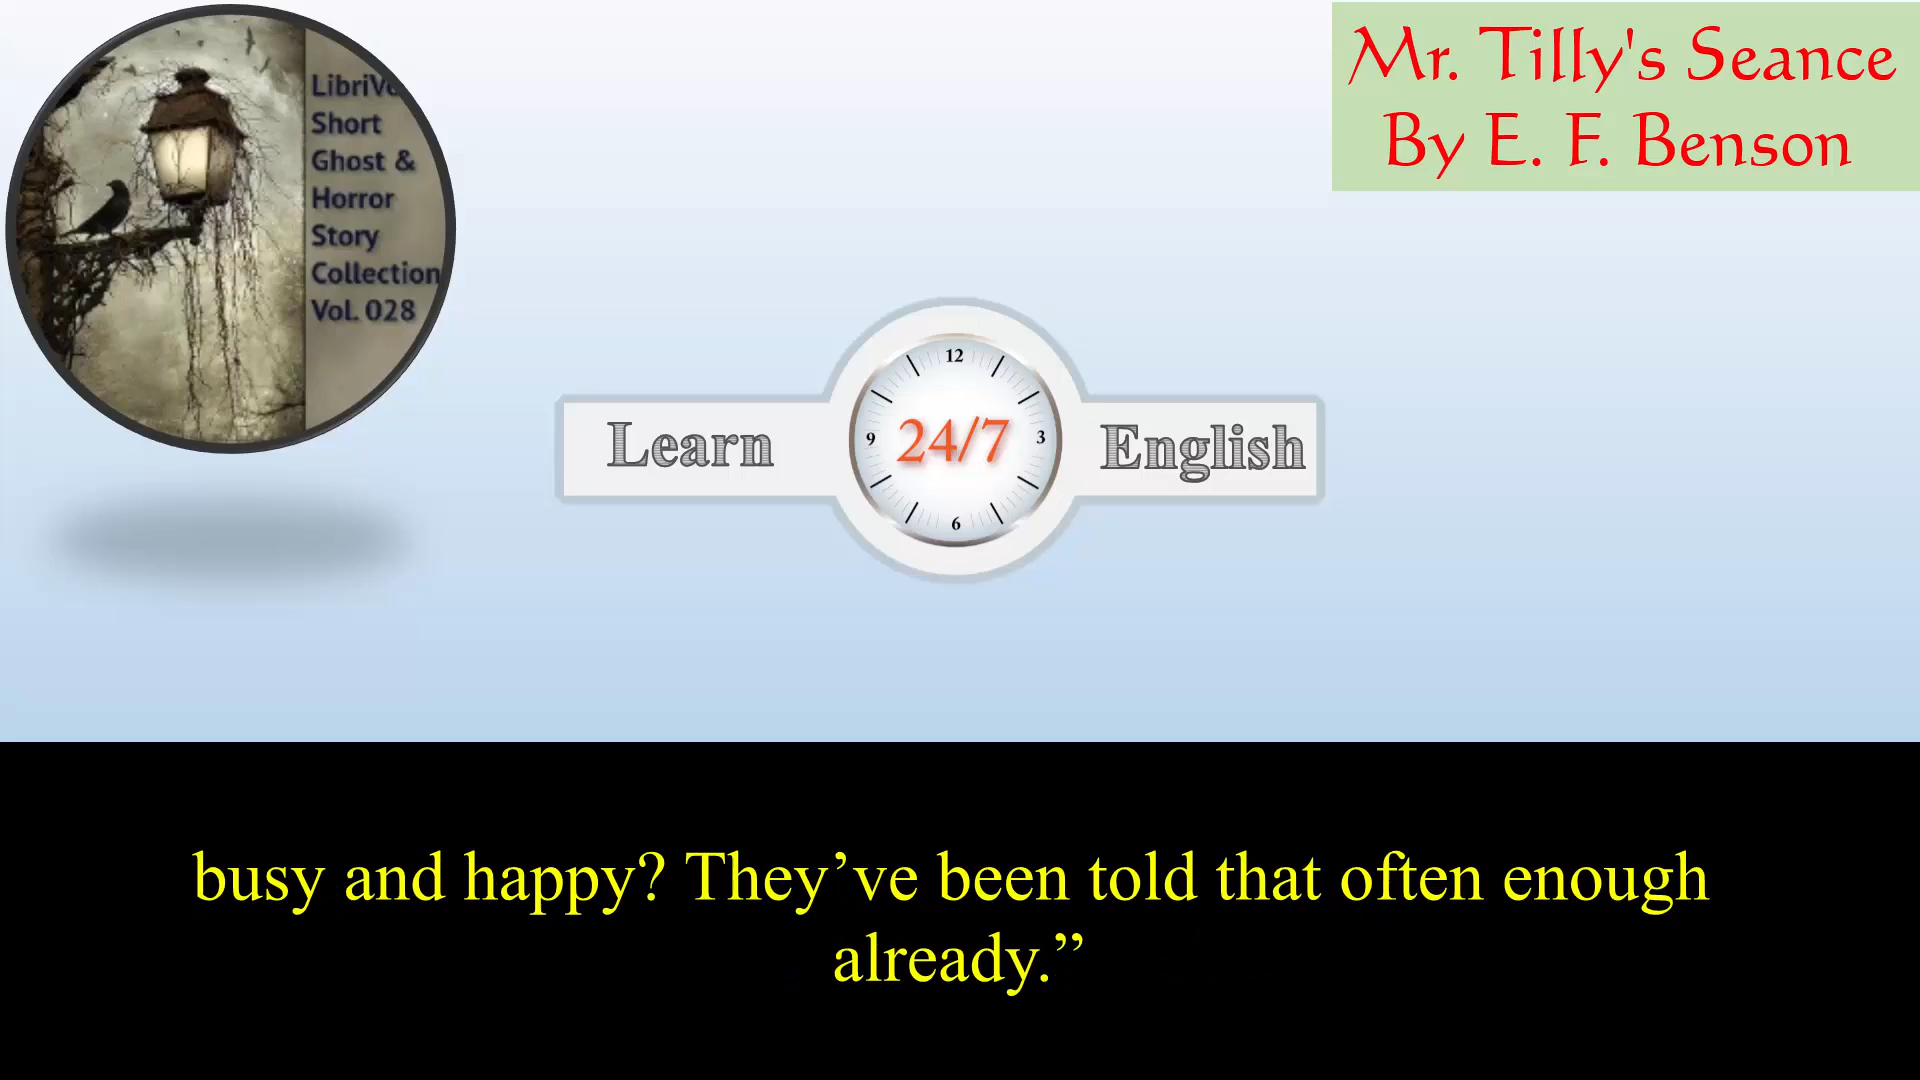 LibriVo
Short
Ghost &
Horror
Story
Collection
Vol. 028
Mr. Tilly's Seance
By E. F. Benson
12
9
3
6
Learn
24/7
English
busy and happy? They’ve been told that often enough
already.”